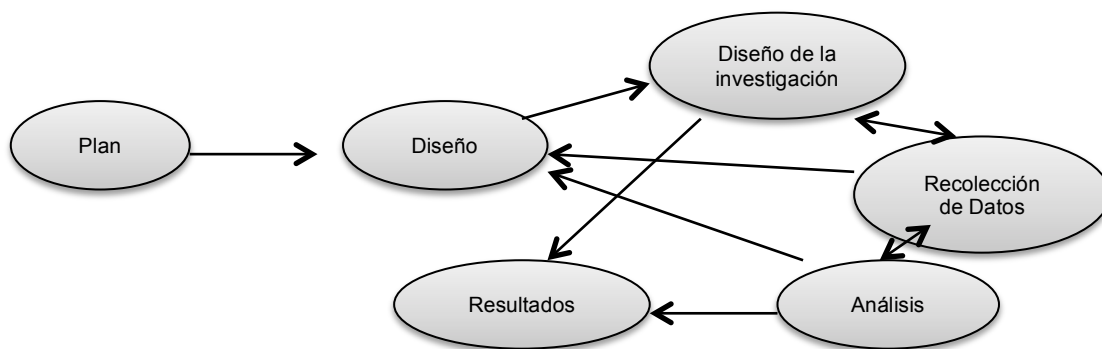 Plan
Diseño
Diseño de la
investigación
Recolección
de Datos
Análisis
Resultados